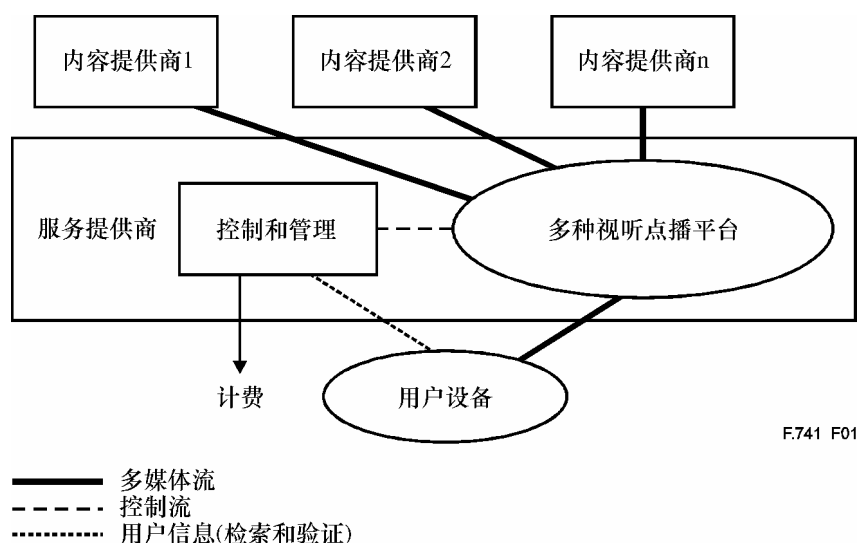 内容提供商1
内容提供商2
内容提供商n
服务提供商
控制和管理
多种视听点播平台
计费
用户设备
F.741_F01
多媒体流
控制流
用户信息(检索和验证)